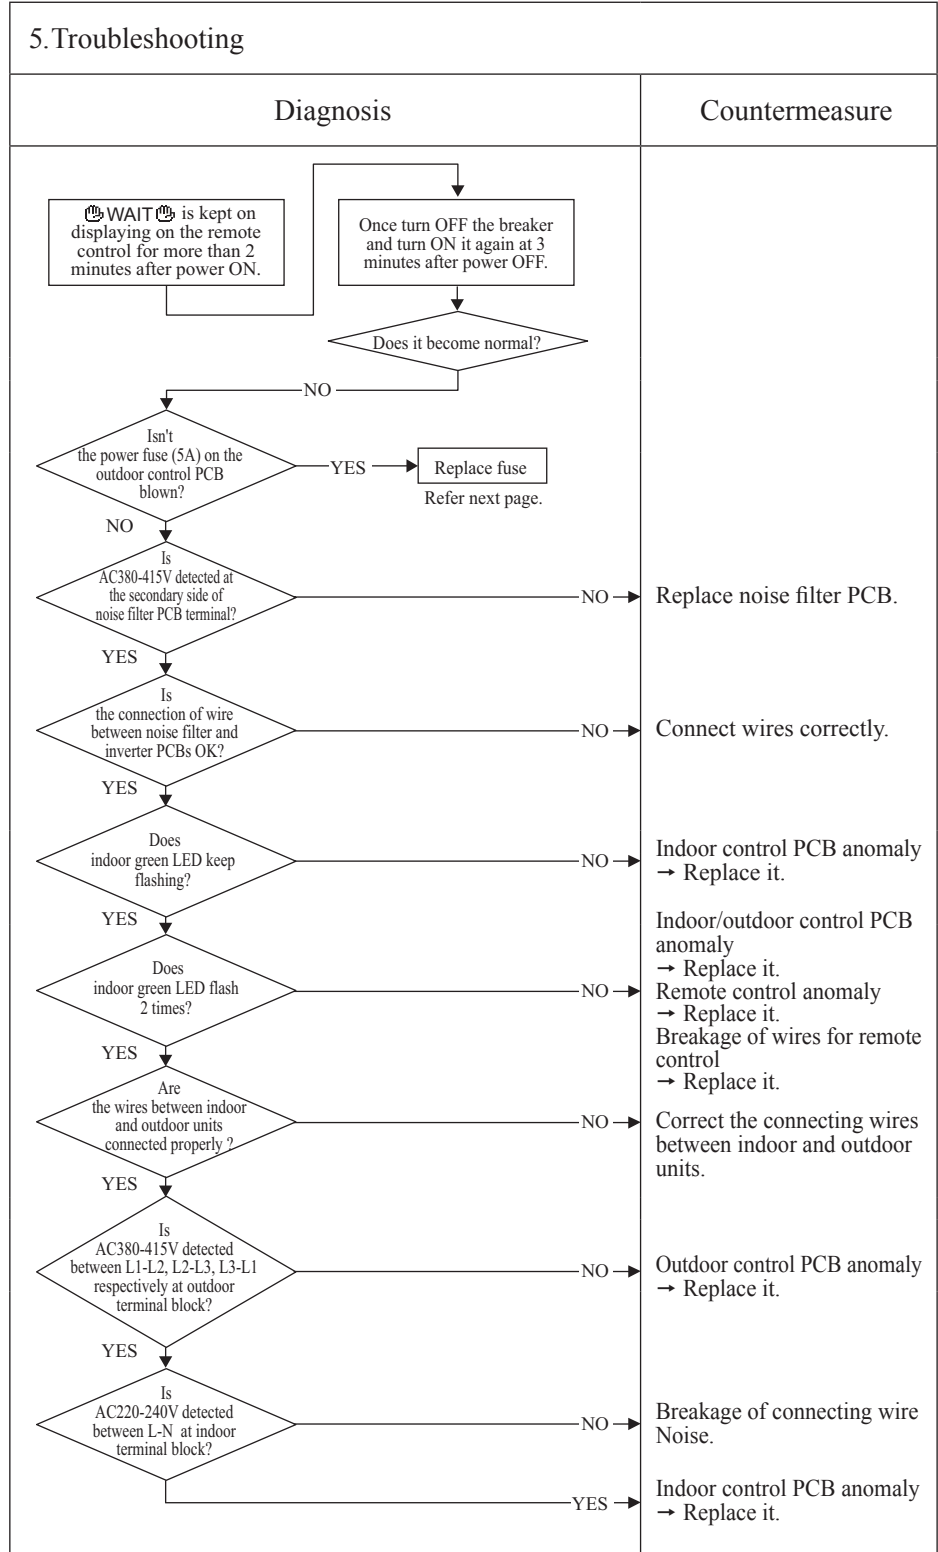 5.Troubleshooting
Diagnosis
Countermeasure
WAIT is kept on
displaying on the remote
control for more than 2
minutes after power ON.
Once turn OFF the breaker
and turn ON it again at 3
minutes after power OFF.
Does it become normal?
NO
Isn't
the power fuse (5A) on the
outdoor control PCB
blown?
YES
Replace fuse
Refer next page.
NO
Is
AC380-415V detected at
the secondary side of
noise filter PCB terminal?
NO
Replace noise filter PCB.
YES
Is
the connection of wire
between noise filter and
inverter PCBs OK?
NO
Connect wires correctly.
YES
Does
indoor green LED keep
flashing?
NO
Indoor control PCB anomaly
→ Replace it.
YES
Does
indoor green LED flash
2 times?
NO
Indoor/outdoor control PCB
anomaly
→ Replace it.
Remote control anomaly
→ Replace it.
Breakage of wires for remote
control
→ Replace it.
YES
Are
the wires between indoor
and outdoor units
connected properly ?
NO
Correct the connecting wires
between indoor and outdoor
units.
YES
Is
AC380-415V detected
between L1-L2, L2-L3, L3-L1
respectively at outdoor
terminal block?
NO
Outdoor control PCB anomaly
→ Replace it.
YES
Is
AC220-240V detected
between L-N at indoor
terminal block?
NO
Breakage of connecting wire
Noise.
YES
Indoor control PCB anomaly
→ Replace it.